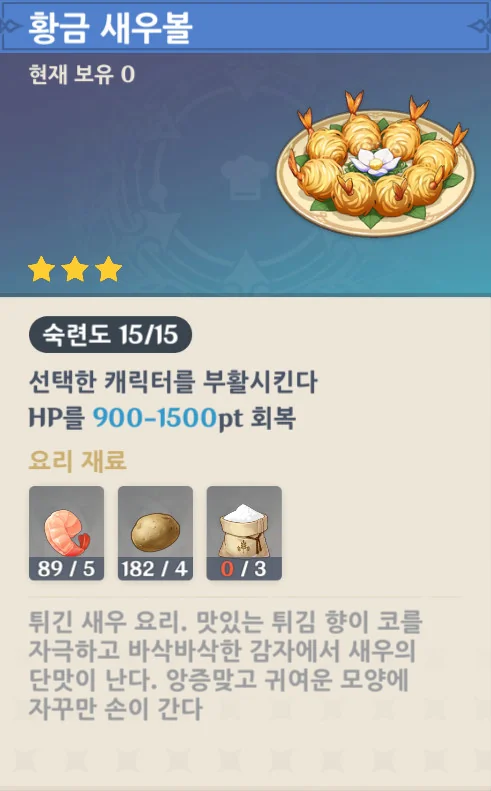 황금 새우볼
현재 보유 0
숙련도 15/15
선택한 캐릭터를 부활시킨다
HP를 900-1500pt 회복
요리 재료
89 / 5
182 / 4
0 / 3
튀긴 새우 요리. 맛있는 튀김 향이 코를
자극하고 바삭바삭한 감자에서 새우의
단맛이 난다. 앙증맞고 귀여운 모양에
자꾸만 손이 간다